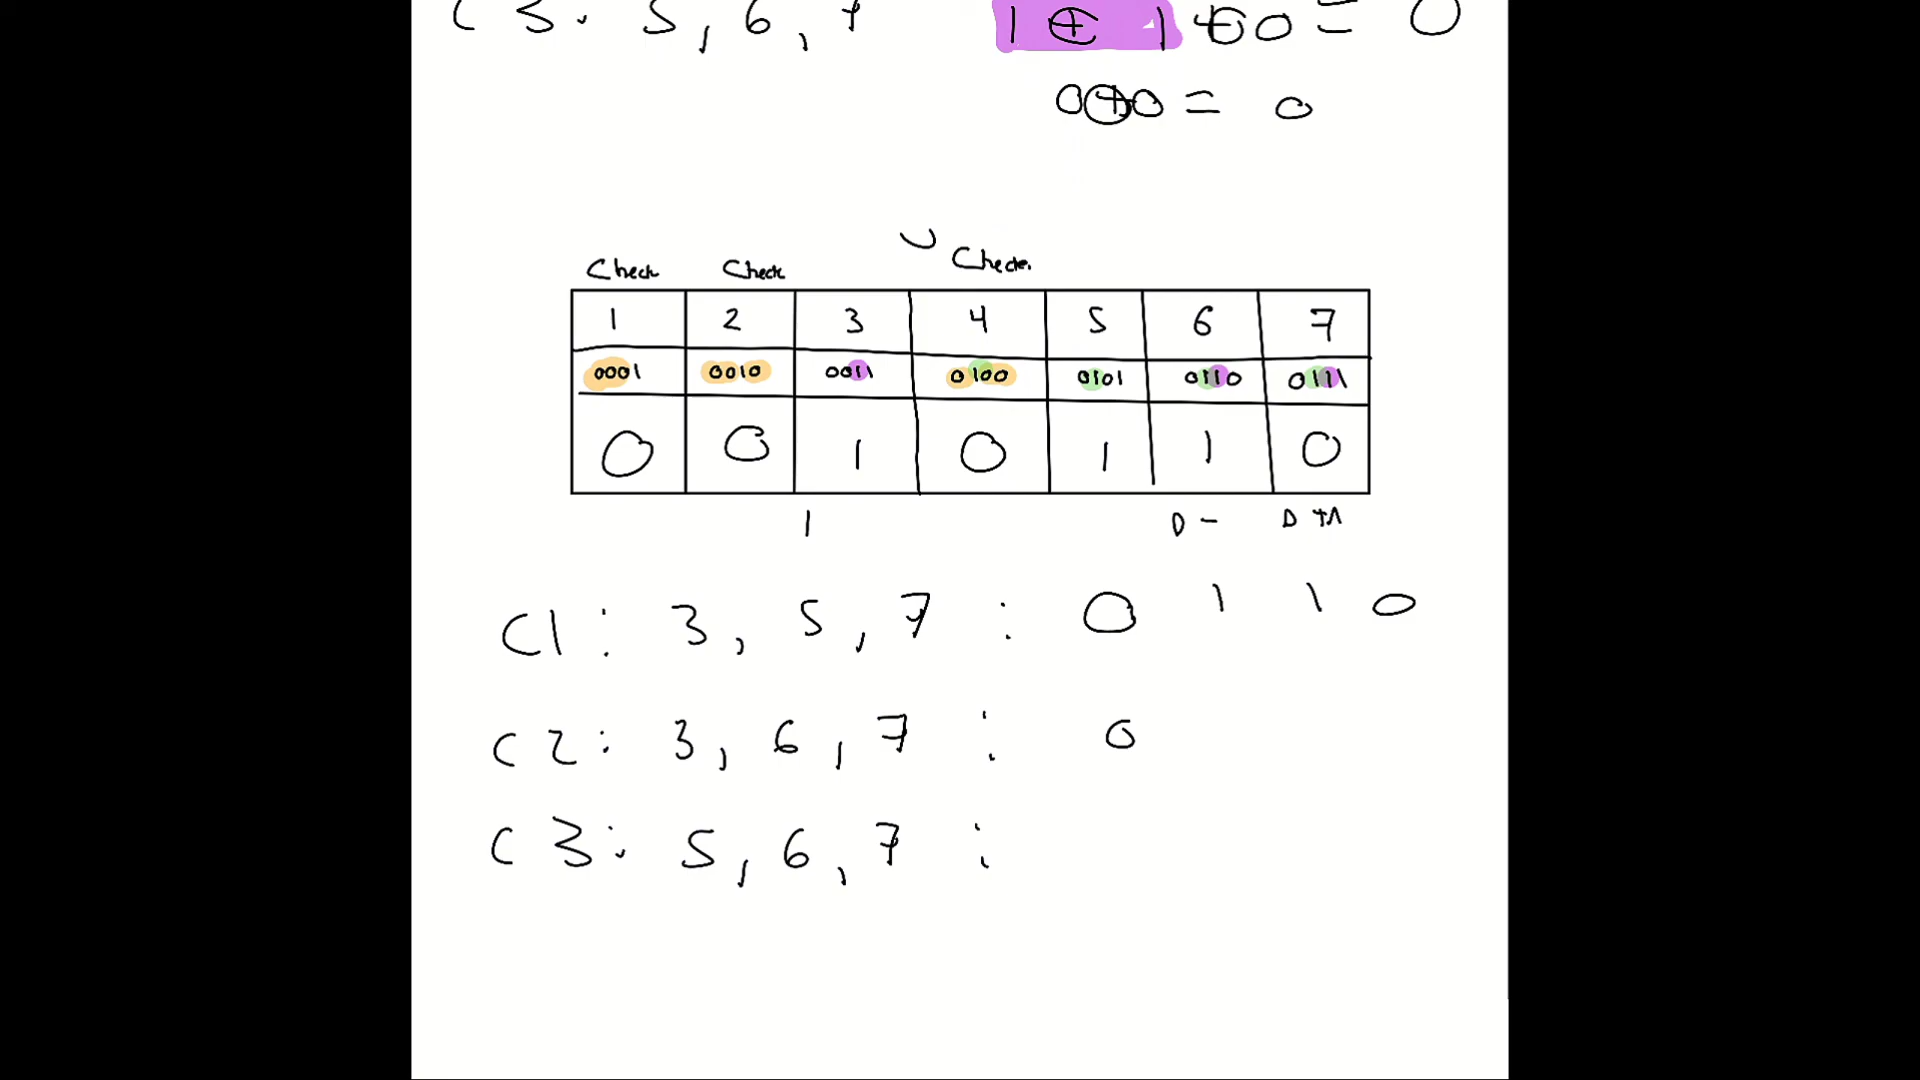 C 3: 5, 6, 7 1 ⊕ 1 ⊕ 0 = 0
0 ⊕ 0 = 0
Check Check Check
1 2 3 4 5 6 7
0001 0010 0011 0100 0101 0110 0111
0 0 1 0 1 1 0
1 D - D
C1: 3, 5, 7 : 0 1 1 0
C2: 3, 6, 7 : 0
C3: 5, 6, 7 :